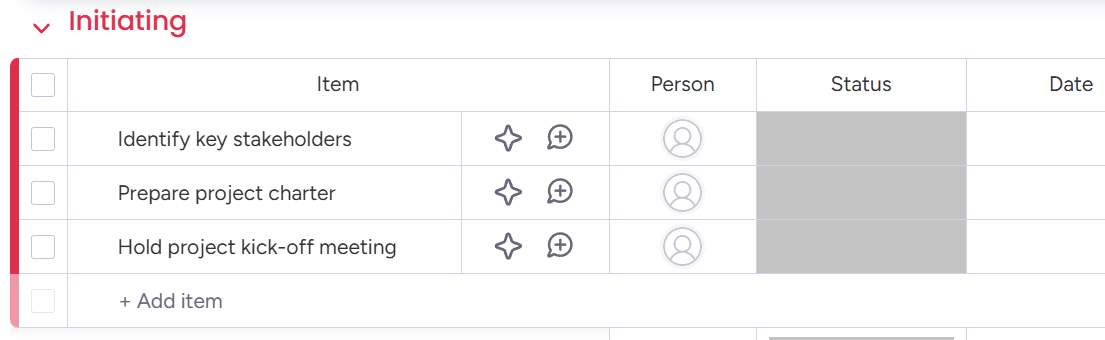 Initiating
Item Person Status Date
Identify key stakeholders
Prepare project charter
Hold project kick-off meeting
+ Add item